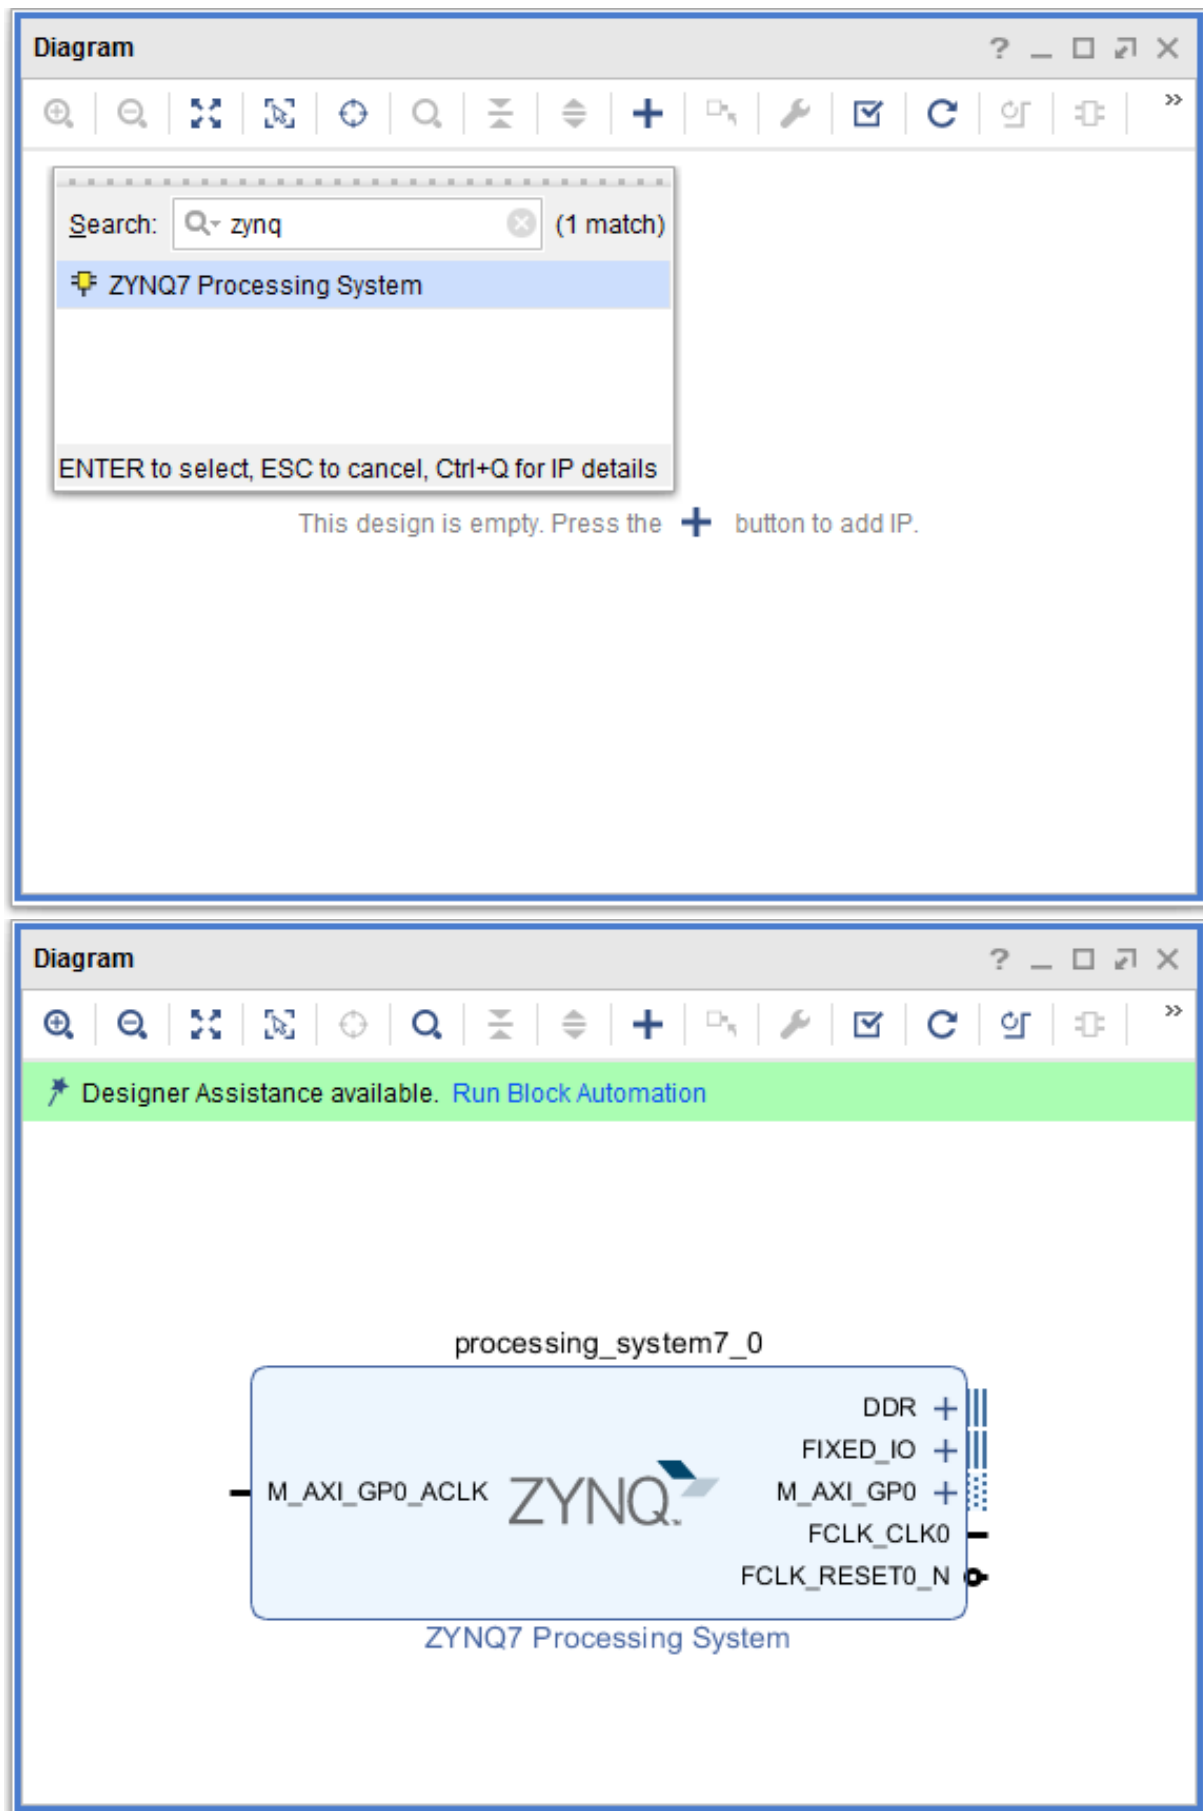 Diagram
Search: zynq (1 match)
ZYNQ7 Processing System
ENTER to select, ESC to cancel, Ctrl+Q for IP details
This design is empty. Press the + button to add IP.
Diagram
Designer Assistance available. Run Block Automation
processing_system7_0
DDR
FIXED_IO
M_AXI_GP0_ACLK ZYNQ M_AXI_GP0
FCLK_CLK0
FCLK_RESET0_N
ZYNQ7 Processing System